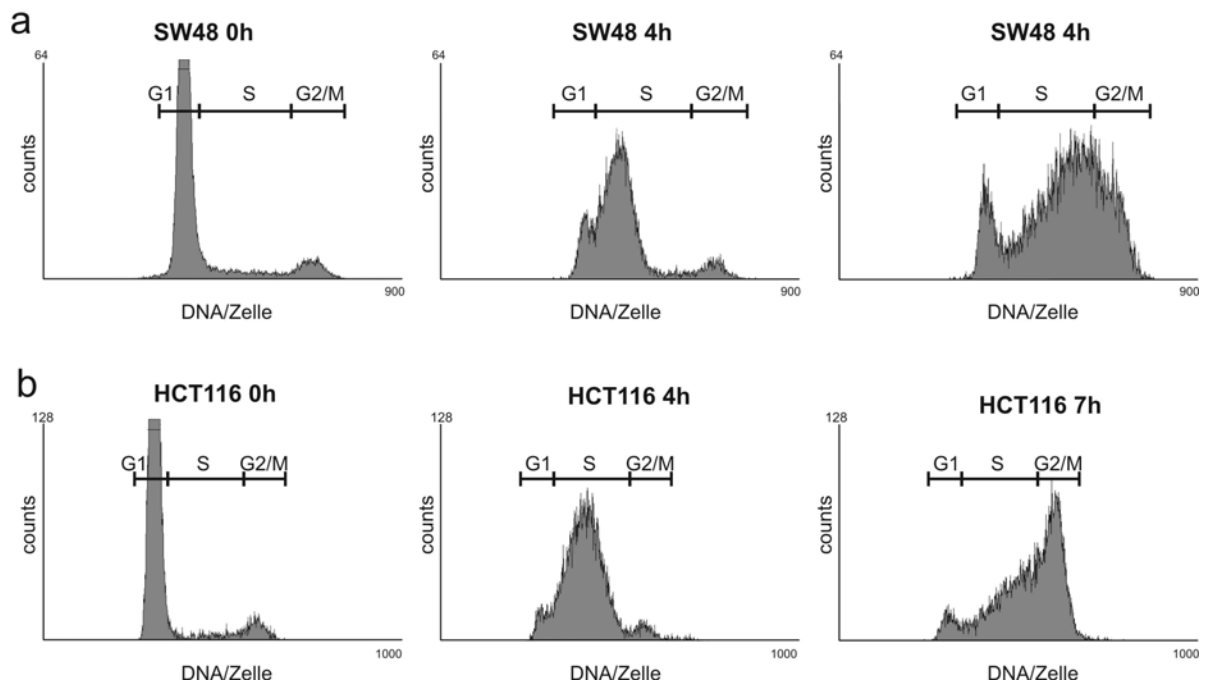 a
SW48 0h
SW48 4h
SW48 4h
64
64
64
G1 S G2/M
G1 S G2/M
G1 S G2/M
counts
counts
counts
900
900
900
DNA/Zelle
DNA/Zelle
DNA/Zelle
b
HCT116 0h
HCT116 4h
HCT116 7h
128
128
128
G1 S G2/M
G1 S G2/M
G1 S G2/M
counts
counts
counts
1000
1000
1000
DNA/Zelle
DNA/Zelle
DNA/Zelle